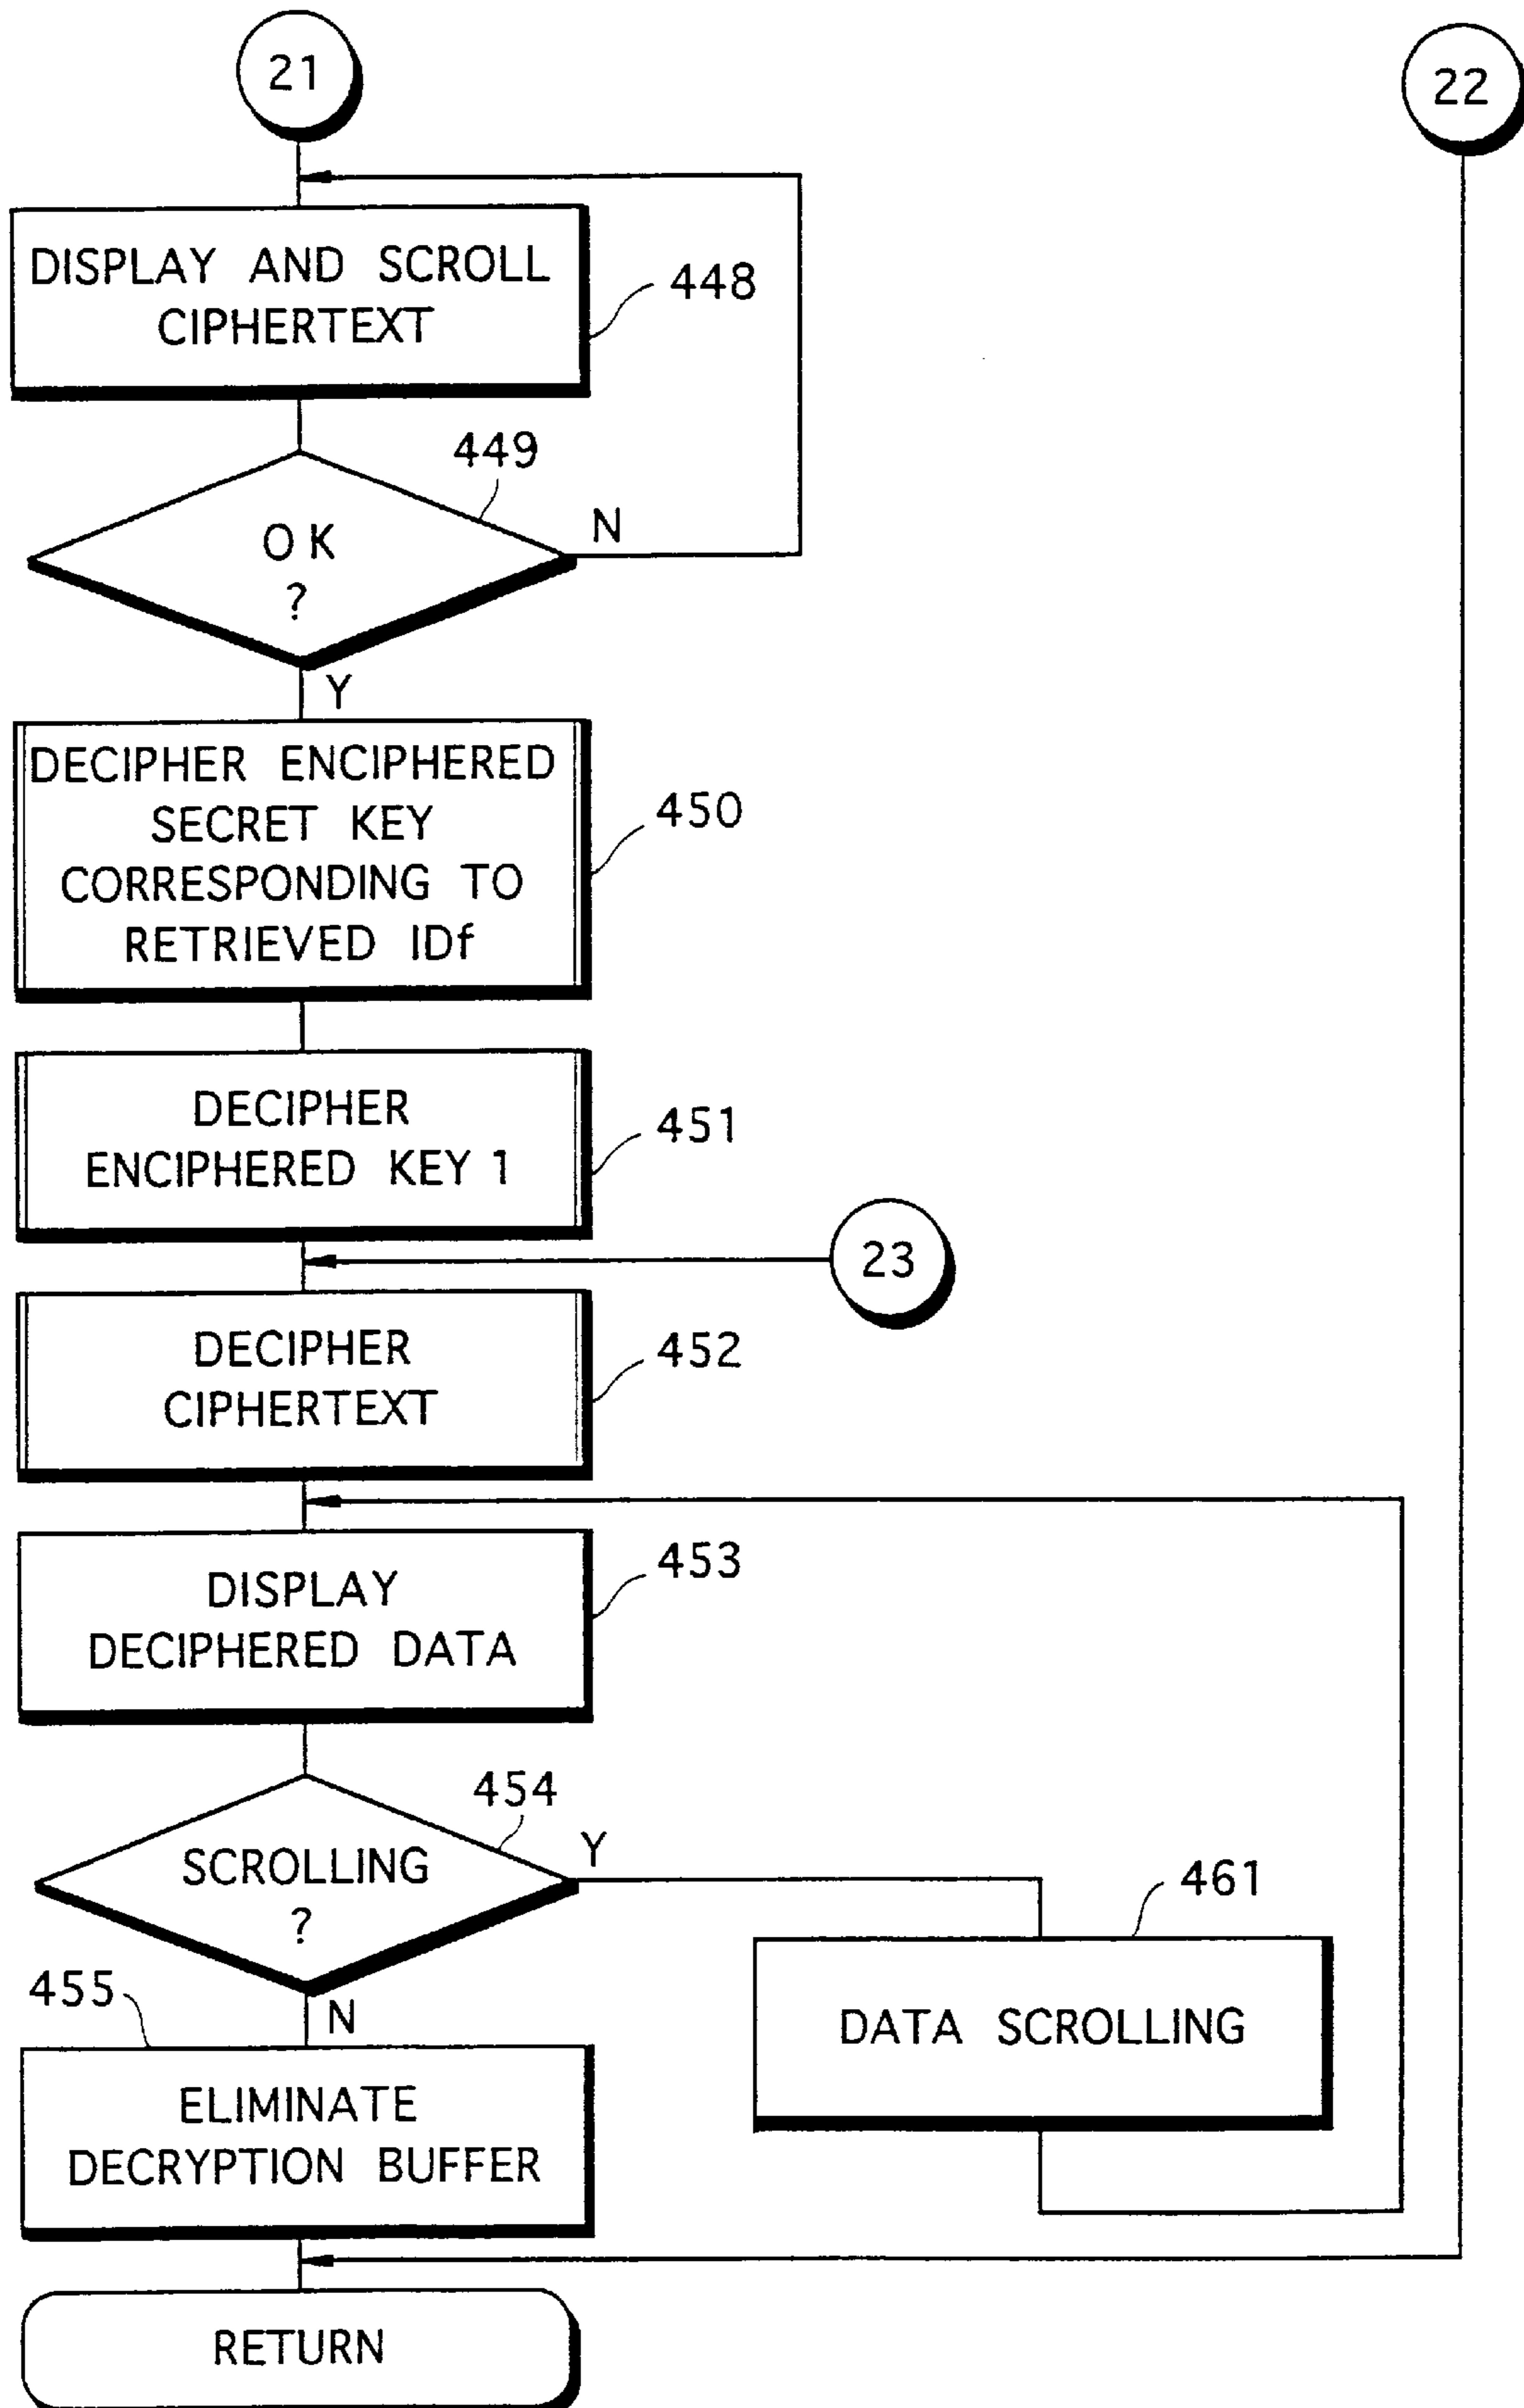 21
22
DISPLAY AND SCROLL
CIPHERTEXT
448
449
OK
?
N
Y
DECIPHER ENCIPHERED
SECRET KEY
CORRESPONDING TO
RETRIEVED IDf
450
DECIPHER
ENCIPHERED KEY 1
451
23
DECIPHER
CIPHERTEXT
452
DISPLAY
DECIPHERED DATA
453
454
SCROLLING
?
Y
N
461
DATA SCROLLING
455
ELIMINATE
DECRYPTION BUFFER
RETURN